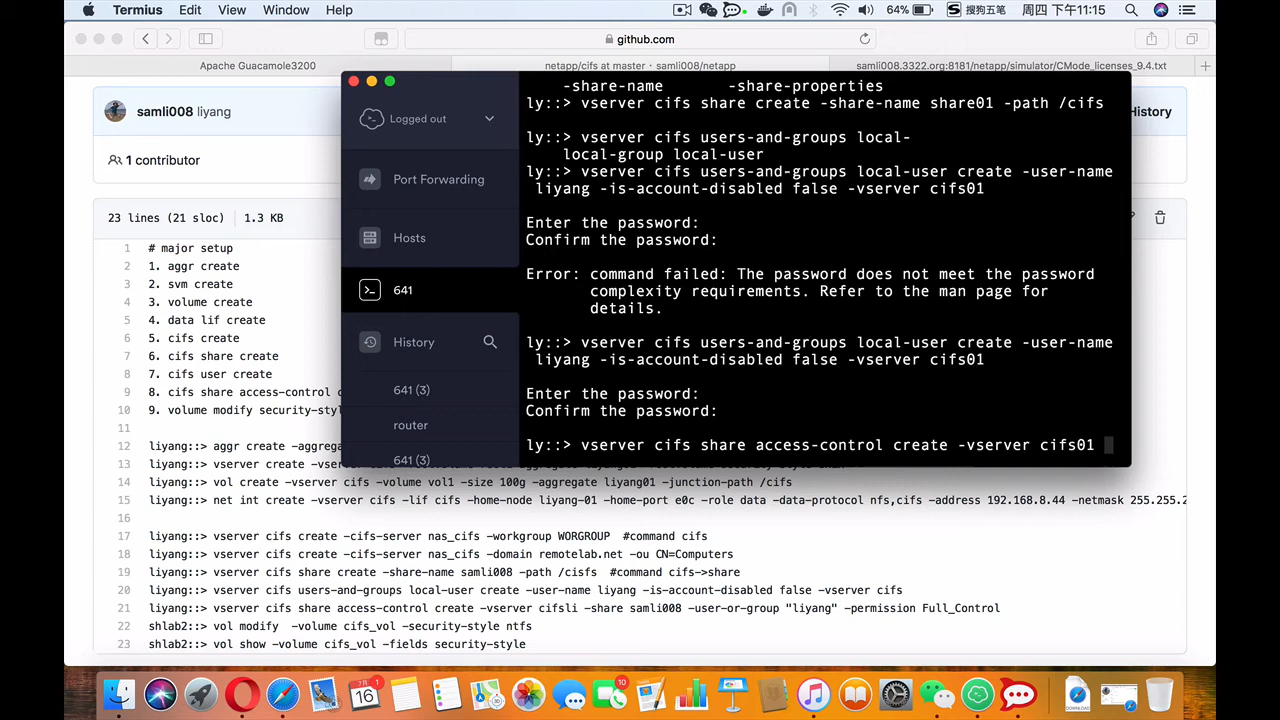 Termius Edit View Window Help
64% 搜狗五笔 周四 下午11:15
github.com
Apache Guacamole3200
netapp/cifs at master · samli008/netapp
samli008.3322.org:8181/netapp/simulator/CMode_licenses_9.4.txt
samli008 liyang
History
1 contributor
23 lines (21 sloc) 1.3 KB
1 # major setup
2 1. aggr create
3 2. svm create
4 3. volume create
5 4. data lif create
6 5. cifs create
7 6. cifs share create
8 7. cifs user create
9 8. cifs share access-control
10 9. volume modify security-style
11
12 liyang::> aggr create -aggrega
13 liyang::> vserver create -vser
14 liyang::> vol create -vserver cifs -volume vol1 -size 100g -aggregate liyang01 -junction-path /cifs
15 liyang::> net int create -vserver cifs -lif cifs -home-node liyang-01 -home-port e0c -role data -data-protocol nfs,cifs -address 192.168.8.44 -netmask 255.255.2
16
17 liyang::> vserver cifs create -cifs-server nas_cifs -workgroup WORGROUP #command cifs
18 liyang::> vserver cifs create -cifs-server nas_cifs -domain remotelab.net -ou CN=Computers
19 liyang::> vserver cifs share create -share-name samli008 -path /cisfs #command cifs->share
20 liyang::> vserver cifs users-and-groups local-user create -user-name liyang -is-account-disabled false -vserver cifs
21 liyang::> vserver cifs share access-control create -vserver cifsli -share samli008 -user-or-group "liyang" -permission Full_Control
22 shlab2::> vol modify -volume cifs_vol -security-style ntfs
23 shlab2::> vol show -volume cifs_vol -fields security-style
Logged out
Port Forwarding
Hosts
641
History
641 (3)
router
641 (3)
-share-name -share-properties
ly::> vserver cifs share create -share-name share01 -path /cifs
ly::> vserver cifs users-and-groups local-
local-group local-user
ly::> vserver cifs users-and-groups local-user create -user-name
liyang -is-account-disabled false -vserver cifs01
Enter the password:
Confirm the password:
Error: command failed: The password does not meet the password
complexity requirements. Refer to the man page for
details.
ly::> vserver cifs users-and-groups local-user create -user-name
liyang -is-account-disabled false -vserver cifs01
Enter the password:
Confirm the password:
ly::> vserver cifs share access-control create -vserver cifs01
7月
16
1
10
DOWNLOAD